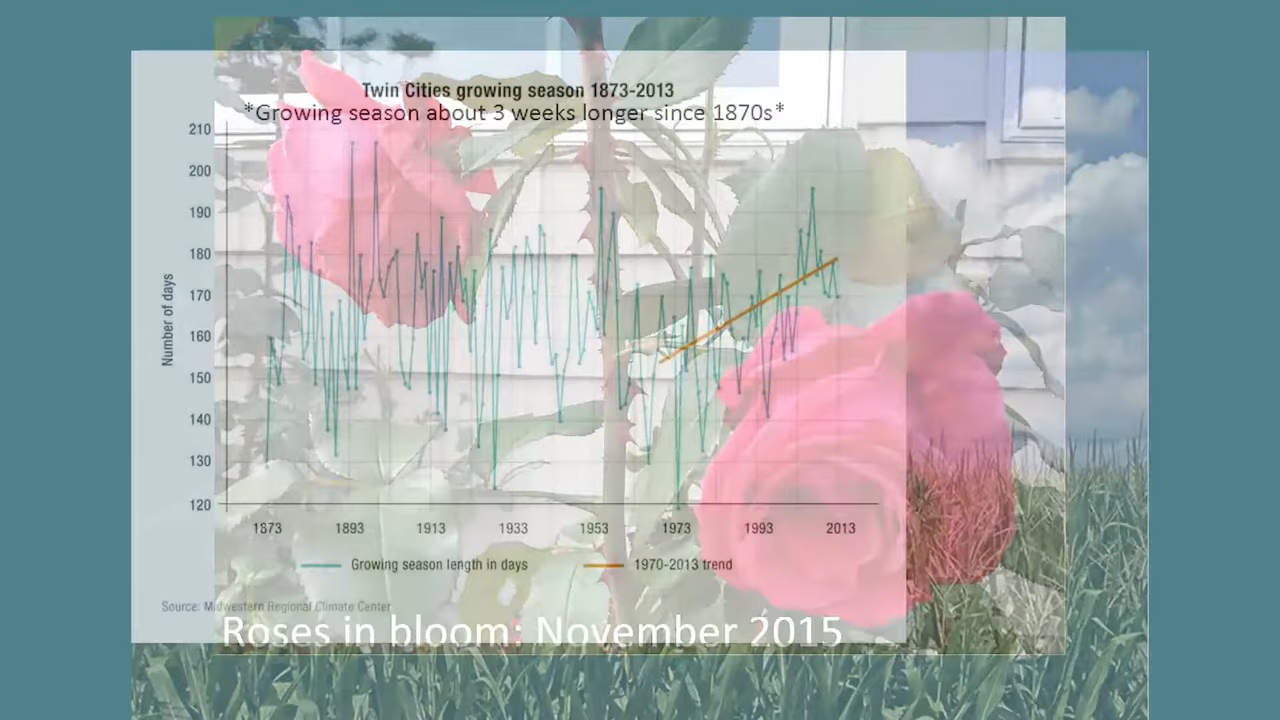 Twin Cities growing season 1873-2013
*Growing season about 3 weeks longer since 1870s*
210
200
190
180
170
160
150
140
130
120
Number of days
1873 1893 1913 1933 1953 1973 1993 2013
Growing season length in days 1970-2013 trend
Source: Midwestern Regional Climate Center
Roses in bloom: November 2015